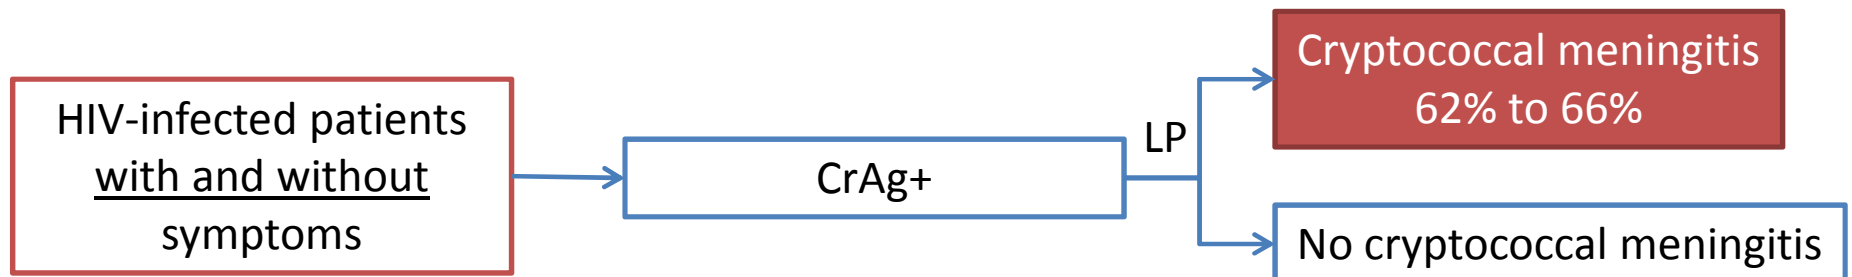 HIV-infected patients
with and without
symptoms
CrAg+
LP
Cryptococcal meningitis
62% to 66%
No cryptococcal meningitis